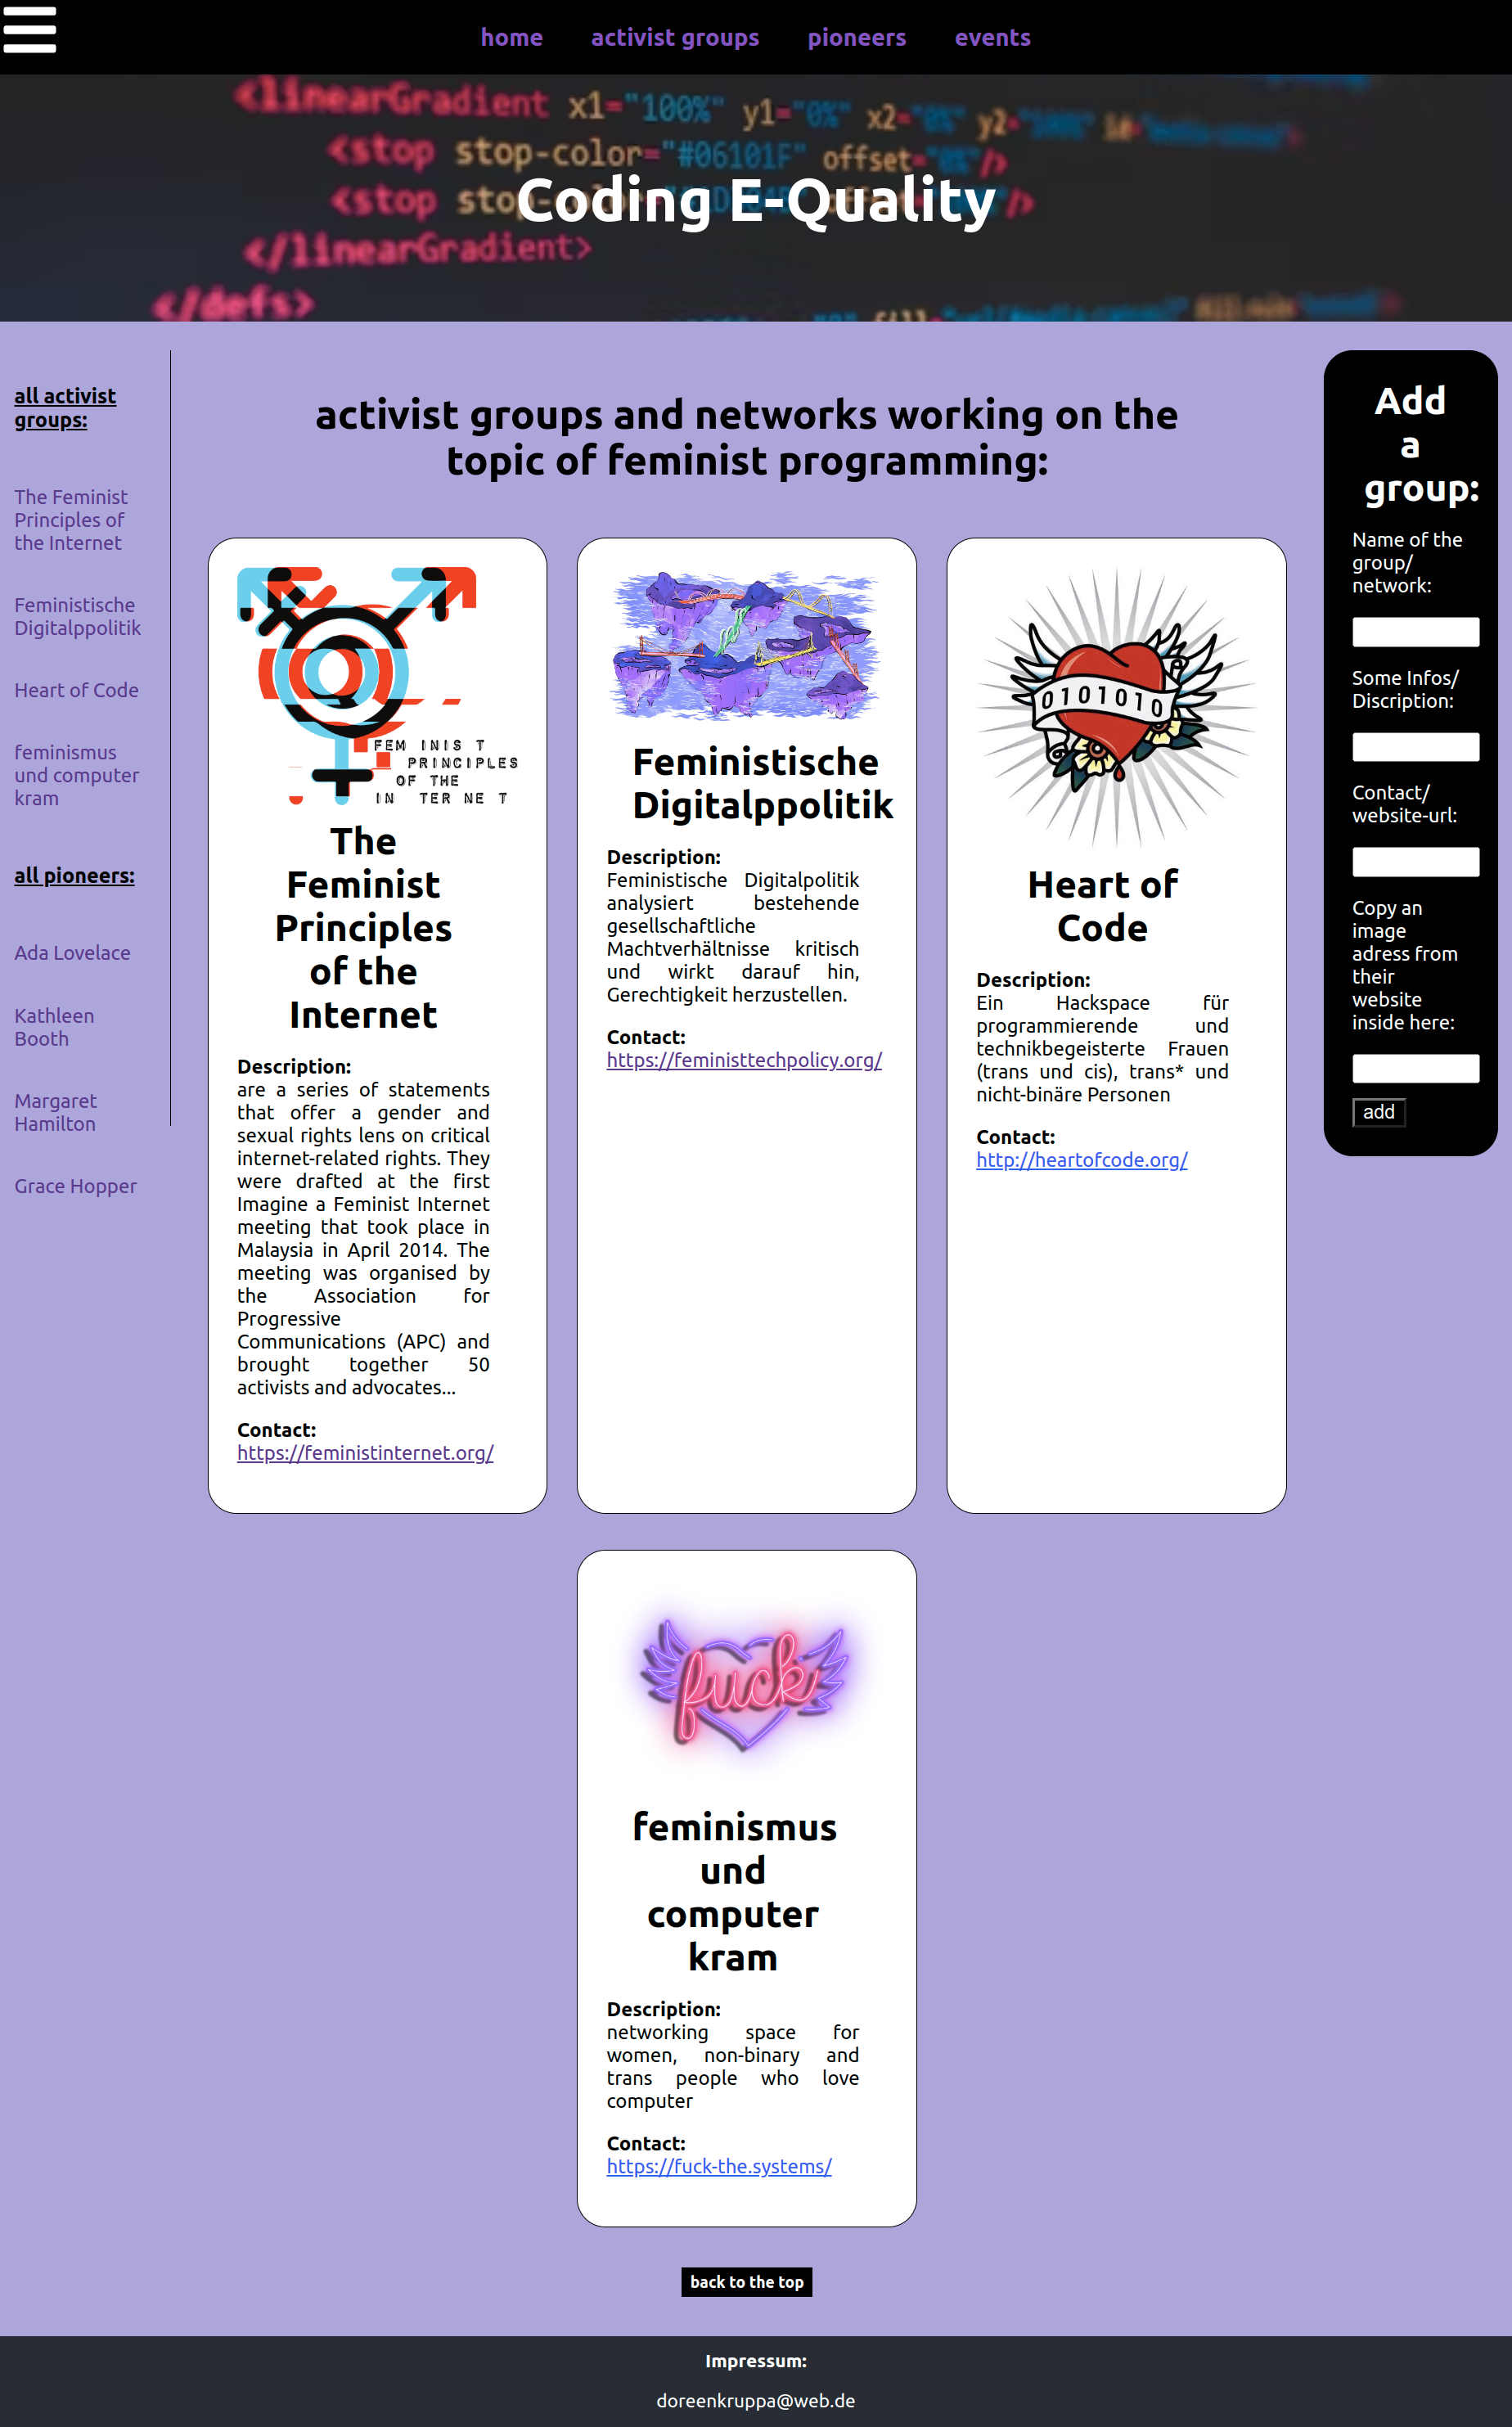 home activist groups pioneers events
<linearGradient x1="100%" y1="0%" x2="0%" y2="100%"
<stop stop-color="#06101F" offset="0%"/>
<stop
Coding E-Quality
</linearGradient>
</defs>
all activist
groups:
The Feminist
Principles of
the Internet
Feministische
Digitalppolitik
Heart of Code
feminismus
und computer
kram
all pioneers:
Ada Lovelace
Kathleen
Booth
Margaret
Hamilton
Grace Hopper
activist groups and networks working on the
topic of feminist programming:
FEM INIS T
PRINCIPLES
OF THE
IN TER NE T
The
Feminist
Principles
of the
Internet
Description:
are a series of statements
that offer a gender and
sexual rights lens on critical
internet-related rights. They
were drafted at the first
Imagine a Feminist Internet
meeting that took place in
Malaysia in April 2014. The
meeting was organised by
the Association for
Progressive
Communications (APC) and
brought together 50
activists and advocates...
Contact:
https://feministinternet.org/
Feministische
Digitalppolitik
Description:
Feministische Digitalpolitik
analysiert bestehende
gesellschaftliche
Machtverhältnisse kritisch
und wirkt darauf hin,
Gerechtigkeit herzustellen.
Contact:
https://feministtechpolicy.org/
0101010
Heart of
Code
Description:
Ein Hackspace für
programmierende und
technikbegeisterte Frauen
(trans und cis), trans* und
nicht-binäre Personen
Contact:
http://heartofcode.org/
fuck
feminismus
und
computer
kram
Description:
networking space for
women, non-binary and
trans people who love
computer
Contact:
https://fuck-the.systems/
Add
a
group:
Name of the
group/
network:
Some Infos/
Discription:
Contact/
website-url:
Copy an
image
adress from
their
website
inside here:
add
back to the top
Impressum:
doreenkruppa@web.de